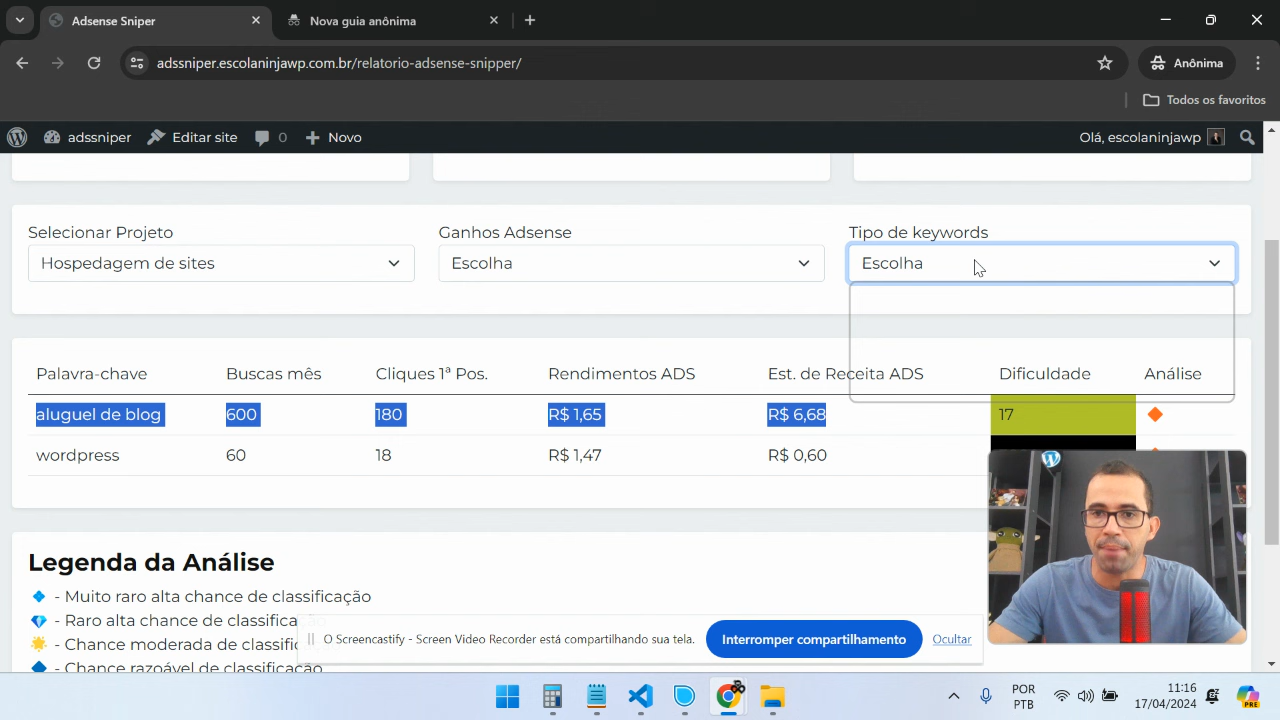 Adsense Sniper
Nova guia anônima
adssniper.escolaninjawp.com.br/relatorio-adsense-snipper/
Anônima
Todos os favoritos
adssniper
Editar site
0
Novo
Olá, escolaninjawp
Selecionar Projeto
Ganhos Adsense
Tipo de keywords
Hospedagem de sites
Escolha
Escolha
Palavra-chave Buscas mês Cliques 1ª Pos. Rendimentos ADS Est. de Receita ADS Dificuldade Análise
aluguel de blog 600 180 R$ 1,65 R$ 6,68 17
wordpress 60 18 R$ 1,47 R$ 0,60
Legenda da Análise
- Muito raro alta chance de classificação
- Raro alta chance de classifica
- Chance moderada de classifi
- Chance razoável de classificação
O Screencastify - Screen Video Recorder está compartilhando sua tela.
Interromper compartilhamento
Ocultar
POR
PTB
11:16
17/04/2024
PRE